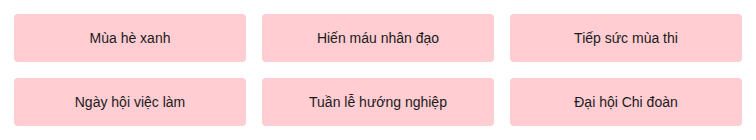 Mùa hè xanh
Hiến máu nhân đạo
Tiếp sức mùa thi
Ngày hội việc làm
Tuần lễ hướng nghiệp
Đại hội Chi đoàn